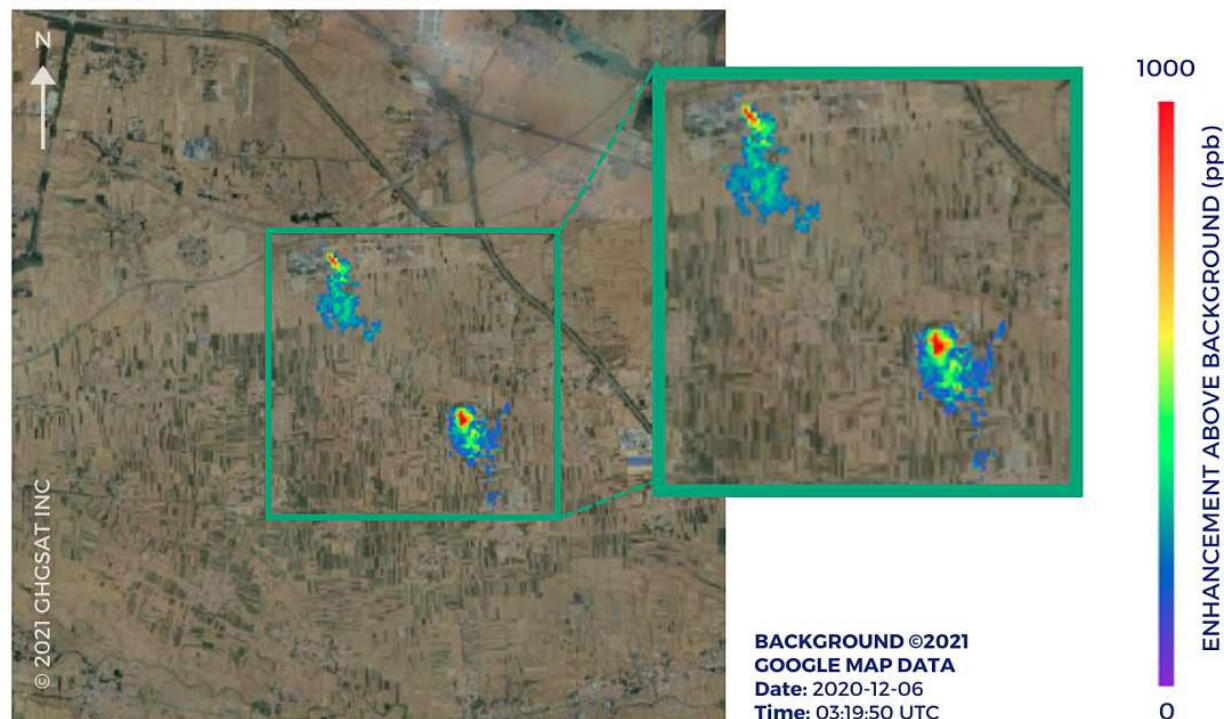 N
© 2021 GHGSAT INC
1000
ENHANCEMENT ABOVE BACKGROUND (ppb)
0
BACKGROUND ©2021
GOOGLE MAP DATA
Date: 2020-12-06
Time: 03:19:50 UTC